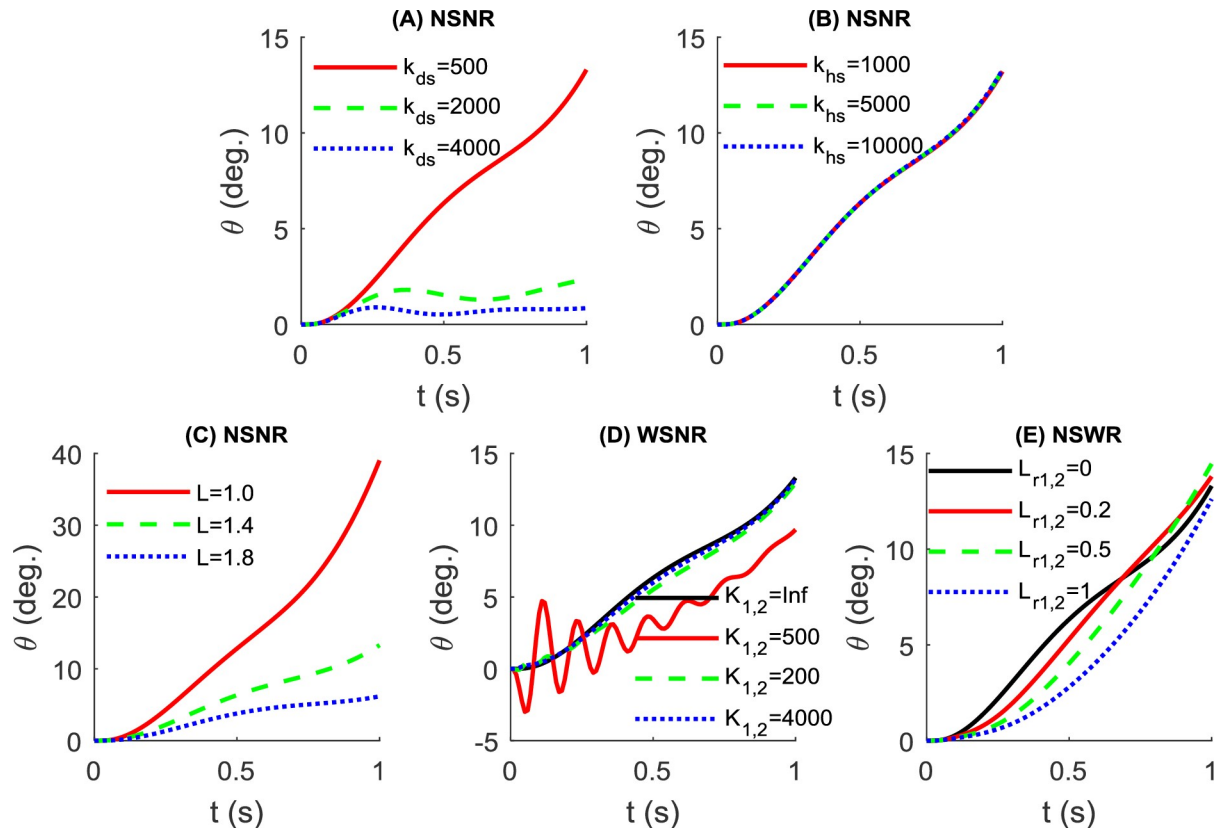 (A) NSNR
15
10
5
0
θ (deg.)
k_ds=500
k_ds=2000
k_ds=4000
0
0.5
1
t (s)
(B) NSNR
15
10
5
0
θ (deg.)
k_hs=1000
k_hs=5000
k_hs=10000
0
0.5
1
t (s)
(C) NSNR
40
30
20
10
0
θ (deg.)
L=1.0
L=1.4
L=1.8
0
0.5
1
t (s)
(D) WSNR
15
10
5
0
-5
θ (deg.)
K_1,2=Inf
K_1,2=500
K_1,2=200
K_1,2=4000
0
0.5
1
t (s)
(E) NSWR
15
10
5
0
θ (deg.)
L_r1,2=0
L_r1,2=0.2
L_r1,2=0.5
L_r1,2=1
0
0.5
1
t (s)